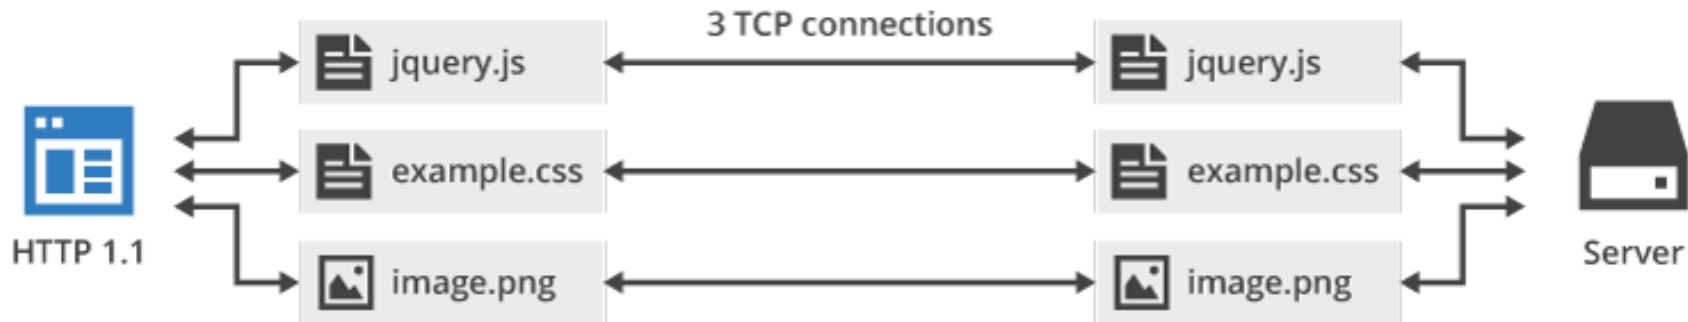 3 TCP connections
jquery.js
jquery.js
example.css
example.css
HTTP 1.1
Server
image.png
image.png